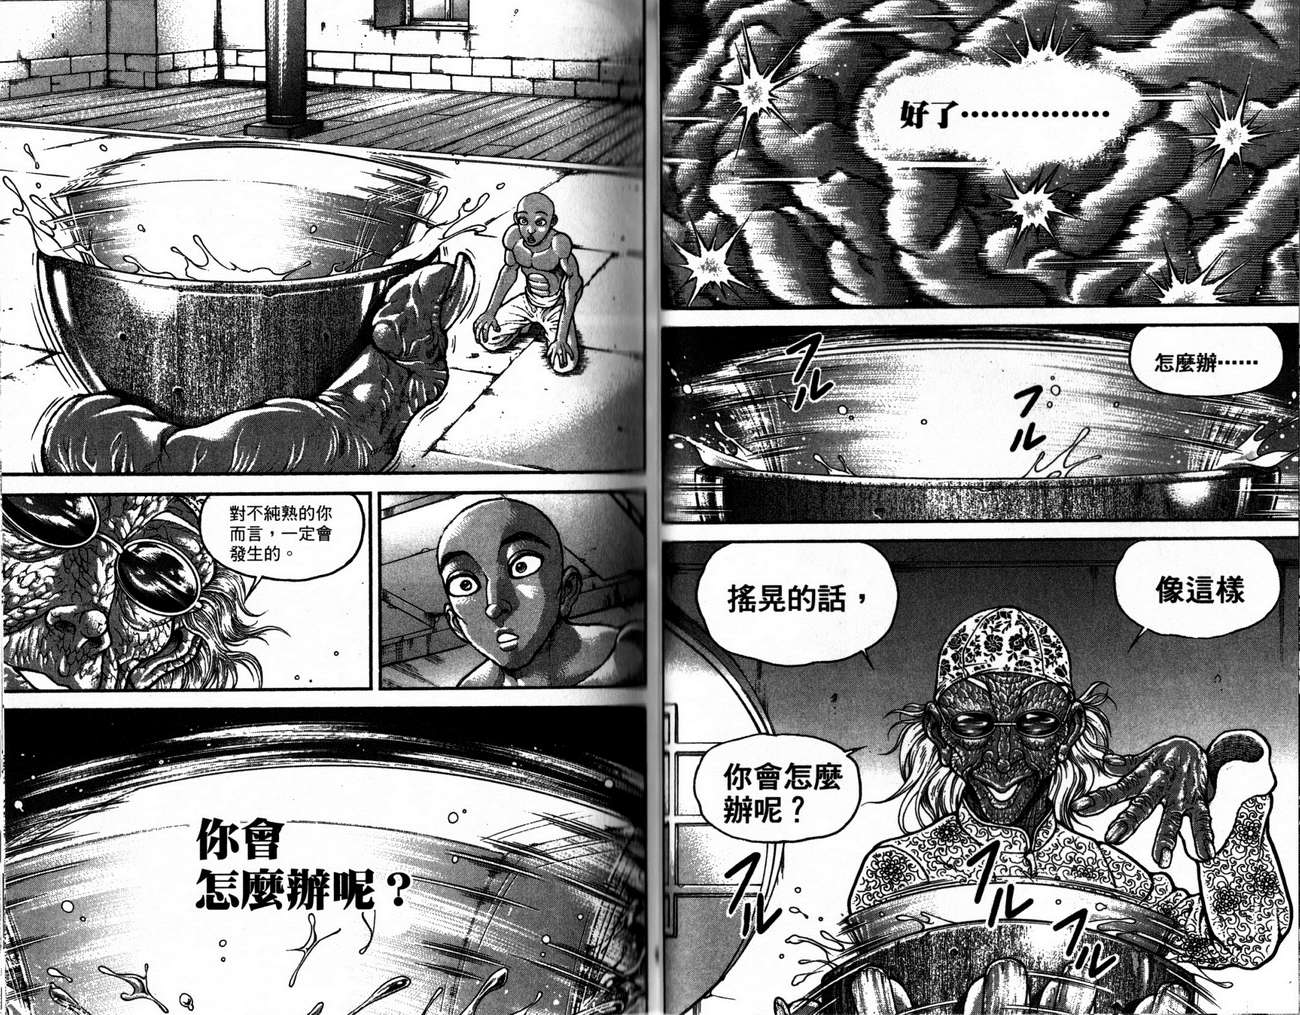 好了………………
怎麼辦……
像這樣
搖晃的話，
你會怎麼
辦呢？
フル
フル
フル
フル
フル
對不純熟的你
而言，一定會
發生的。
你會
怎麼辦呢？